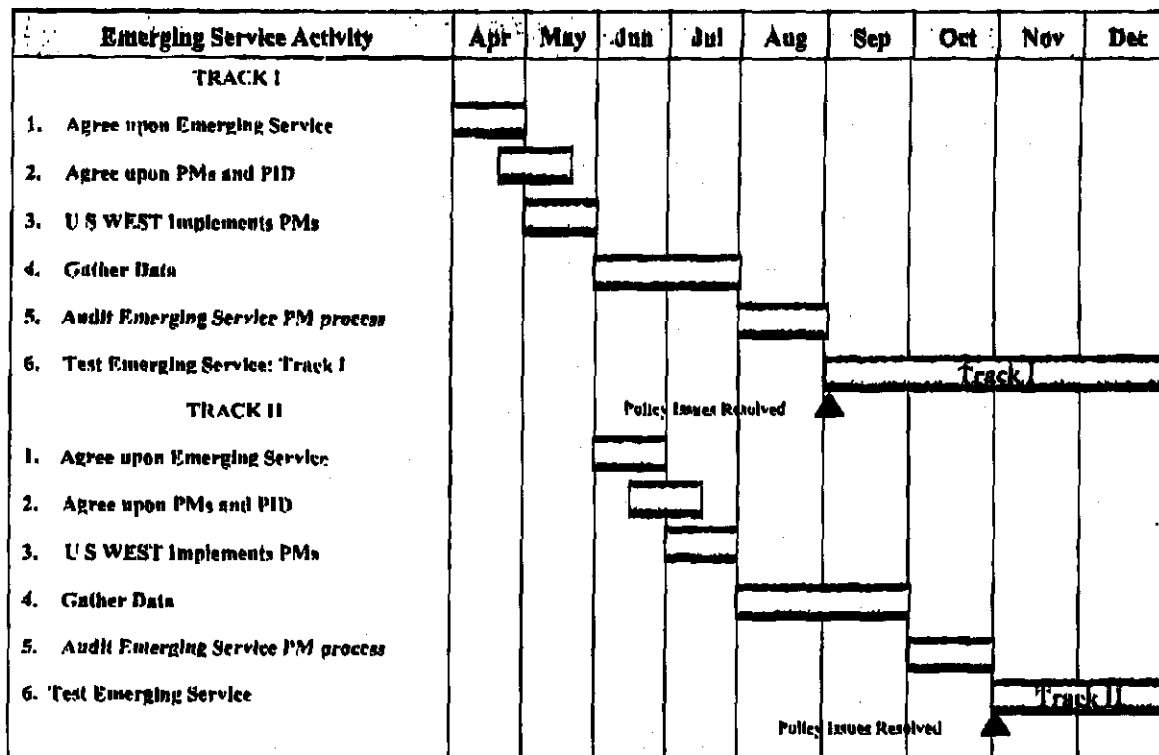 Emerging Service Activity Apr May Jun Jul Aug Sep Oct Nov Dec
TRACK I
1. Agree upon Emerging Service
2. Agree upon PMs and PID
3. U S WEST Implements PMs
4. Gather Data
5. Audit Emerging Service PM process
6. Test Emerging Service: Track I Track I
TRACK II Policy Issues Resolved
1. Agree upon Emerging Service
2. Agree upon PMs and PID
3. U S WEST Implements PMs
4. Gather Data
5. Audit Emerging Service PM process
6. Test Emerging Service Track II
Policy Issues Resolved